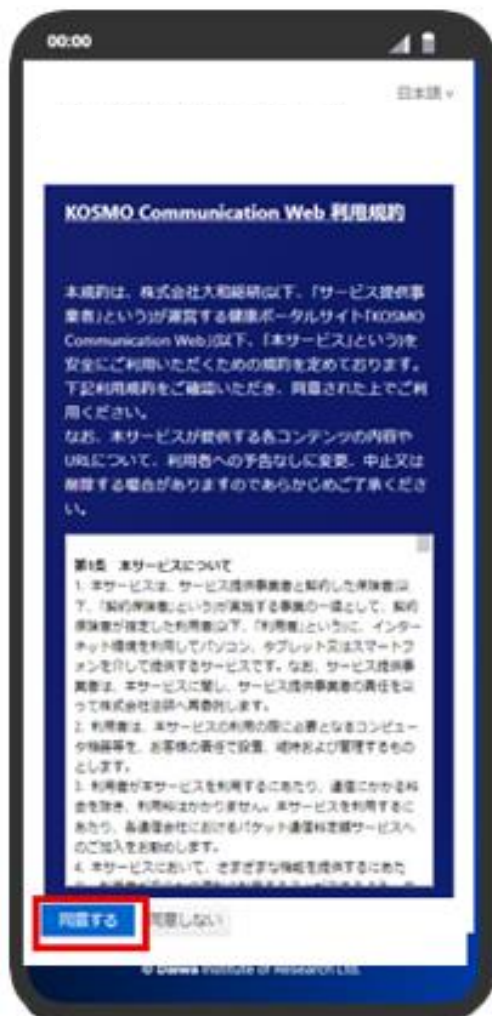 00:00
日本語
KOSMO Communication Web 利用規約
本規約は、株式会社大和総研(以下、「サービス提供事
業者」という)が運営する健康ポータルサイト「KOSMO
Communication Web」(以下、「本サービス」という)を
安全にご利用いただくための規約を定めております。
下記利用規約をご確認いただき、同意された上でご利
用ください。
なお、本サービスが提供する各コンテンツの内容や
URLについて、利用者への予告なしに変更、中止又は
削除する場合がありますのであらかじめご了承くださ
い。
第1条 本サービスについて
1. 本サービスは、サービス提供事業者と契約した保険者(以
下、「契約保険者」という)が実施する事業の一環として、契約
保険者が指定した利用者(以下、「利用者」という)に、インター
ネット環境を利用してパソコン、タブレット又はスマートフ
ォンを介して提供するサービスです。なお、サービス提供事
業者は、本サービスに関し、サービス提供事業者の責任を以
って株式会社法研へ再委託します。
2. 利用者は、本サービスの利用の際に必要となるコンピュー
タ機器等を、お客様の責任で設置、維持および管理するもの
とします。
3. 利用者が本サービスを利用するにあたり、通信にかかる料
金を除き、利用料はかかりません。本サービスを利用するに
あたり、各通信会社におけるパケット通信料定額サービスへ
のご加入をお勧めします。
4. 本サービスにおいて、さまざまな機能を提供するにあた
同意する 同意しない
© Daiwa Institute of Research Ltd.